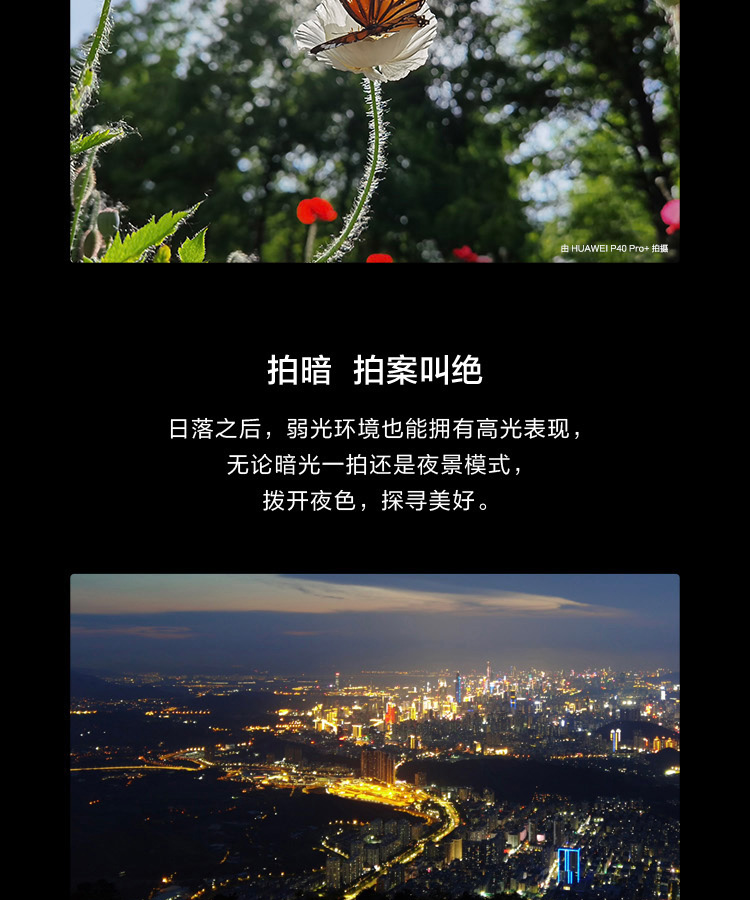 由 HUAWEI P40 Pro+ 拍摄
拍暗 拍案叫绝
日落之后，弱光环境也能拥有高光表现，
无论暗光一拍还是夜景模式，
拨开夜色，探寻美好。